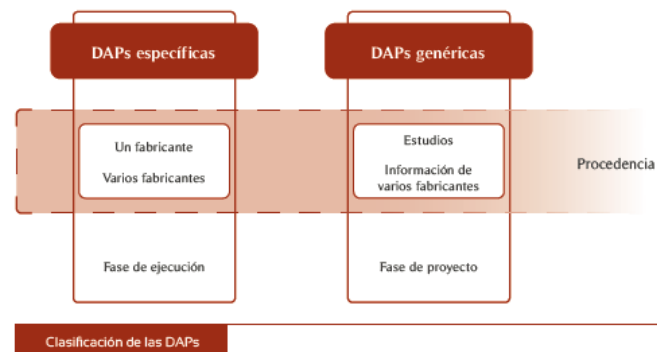 DAPs específicas
DAPs genéricas
Un fabricante
Varios fabricantes
Estudios
Información de
varios fabricantes
Procedencia
Fase de ejecución
Fase de proyecto
Clasificación de las DAPs